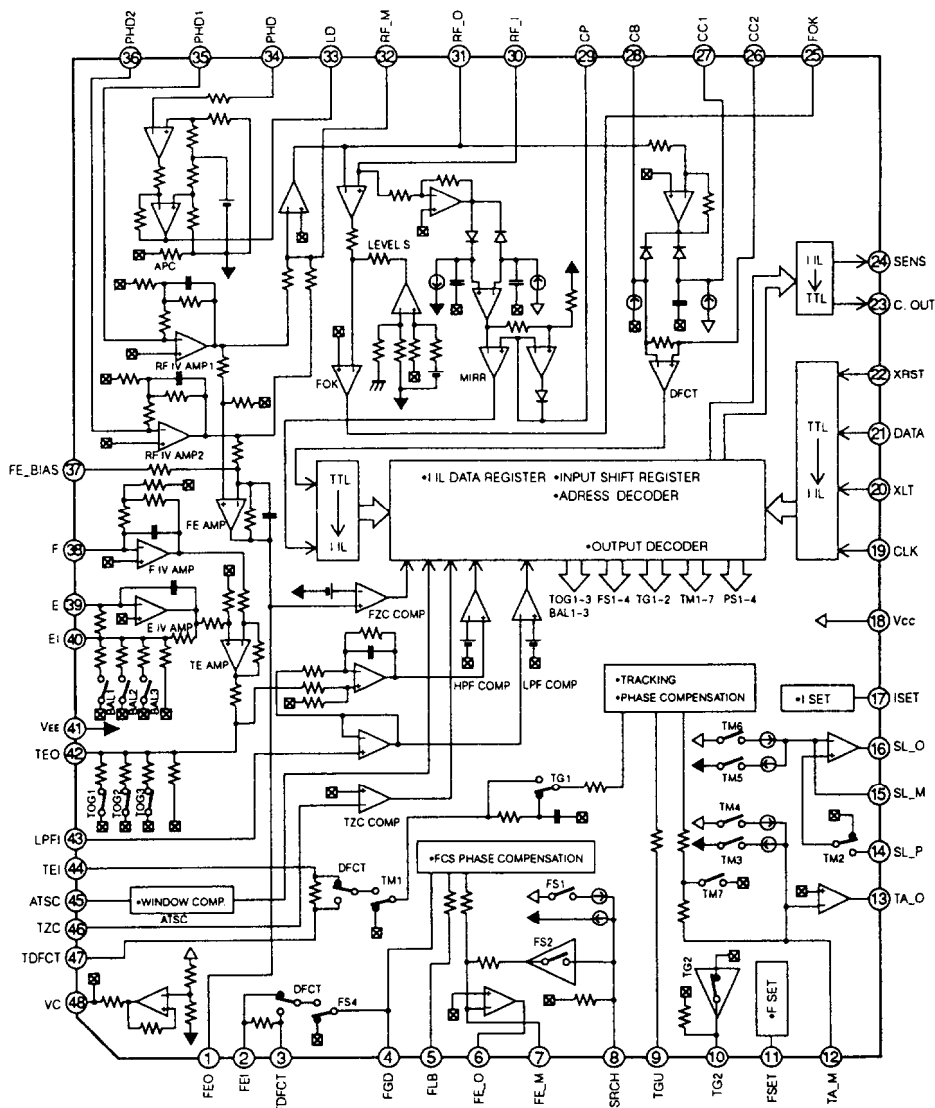 PHD2
PHD1
PHD
LD
RF_M
RF_O
RF_I
CP
CB
CC1
CC2
FOK
36
35
34
33
32
31
30
29
28
27
26
25
APC
LEVEL S
RF IV AMP1
FOK
MIRR
DFCT
IIL
TTL
24 SENS
23 C. OUT
RF IV AMP2
22 XRST
FE_BIAS 37
TTL
IIL
TTL
IIL
•IIL DATA REGISTER
•INPUT SHIFT REGISTER
•ADRESS DECODER
•OUTPUT DECODER
21 DATA
20 XLT
19 CLK
FE AMP
F 38
F IV AMP
TOG1-3
BAL1-3
FS1-4
TG1-2
TM1-7
PS1-4
E 39
E IV AMP
FZC COMP
18 Vcc
EI 40
TE AMP
BAL1
BAL2
BAL3
HPF COMP
LPF COMP
•TRACKING
•PHASE COMPENSATION
•I SET
17 ISET
VEE 41
TEO 42
TM6
TM5
16 SL_O
TOG1
TOG2
TOG3
TG1
15 SL_M
TZC COMP
TM4
TM3
LPFI 43
TM2
14 SL_P
TEI 44
DFCT
TM1
•FCS PHASE COMPENSATION
FS1
TM7
13 TA_O
ATSC 45
•WINDOW COMP.
ATSC
TZC 46
TDFCT 47
FS2
TG2
•F SET
VC 48
DFCT
FS4
1
2
3
4
5
6
7
8
9
10
11
12
FEO
FEI
TDFCT
FGD
FLB
FE_O
FE_M
SRCH
TGU
TG2
FSET
TA_M